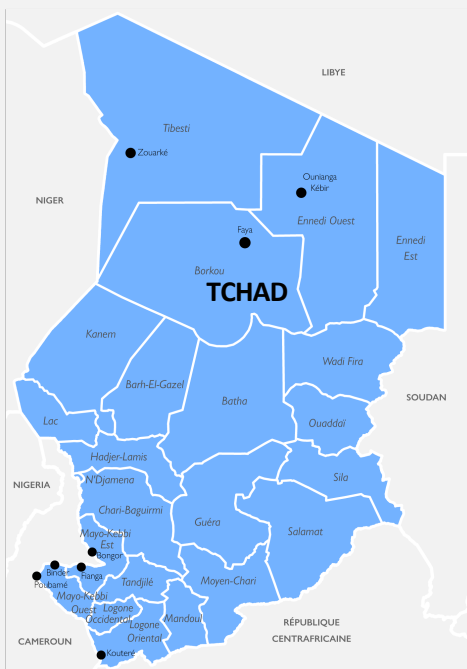 LIBYE
Tibesti
Zouarké
Ounianga
Kébir
NIGER
Ennedi Ouest
Faya
Ennedi
Est
Borkou
TCHAD
Kanem
Wadi Fira
Barh-El-Gazel
Batha
SOUDAN
Lac
Ouaddaï
Hadjer-Lamis
N'Djamena
Sila
NIGERIA
Chari-Baguirmi
Guéra
Salamat
Mayo-Kebbi
Est
Bongor
Binder
Fianga
Poubamé
Tandjilé
Moyen-Chari
Mayo-Kebbi
Ouest
Logone
Occidental
Mandoul
Logone
Oriental
RÉPUBLIQUE
CENTRAFRICAINE
CAMEROUN
Kouteré